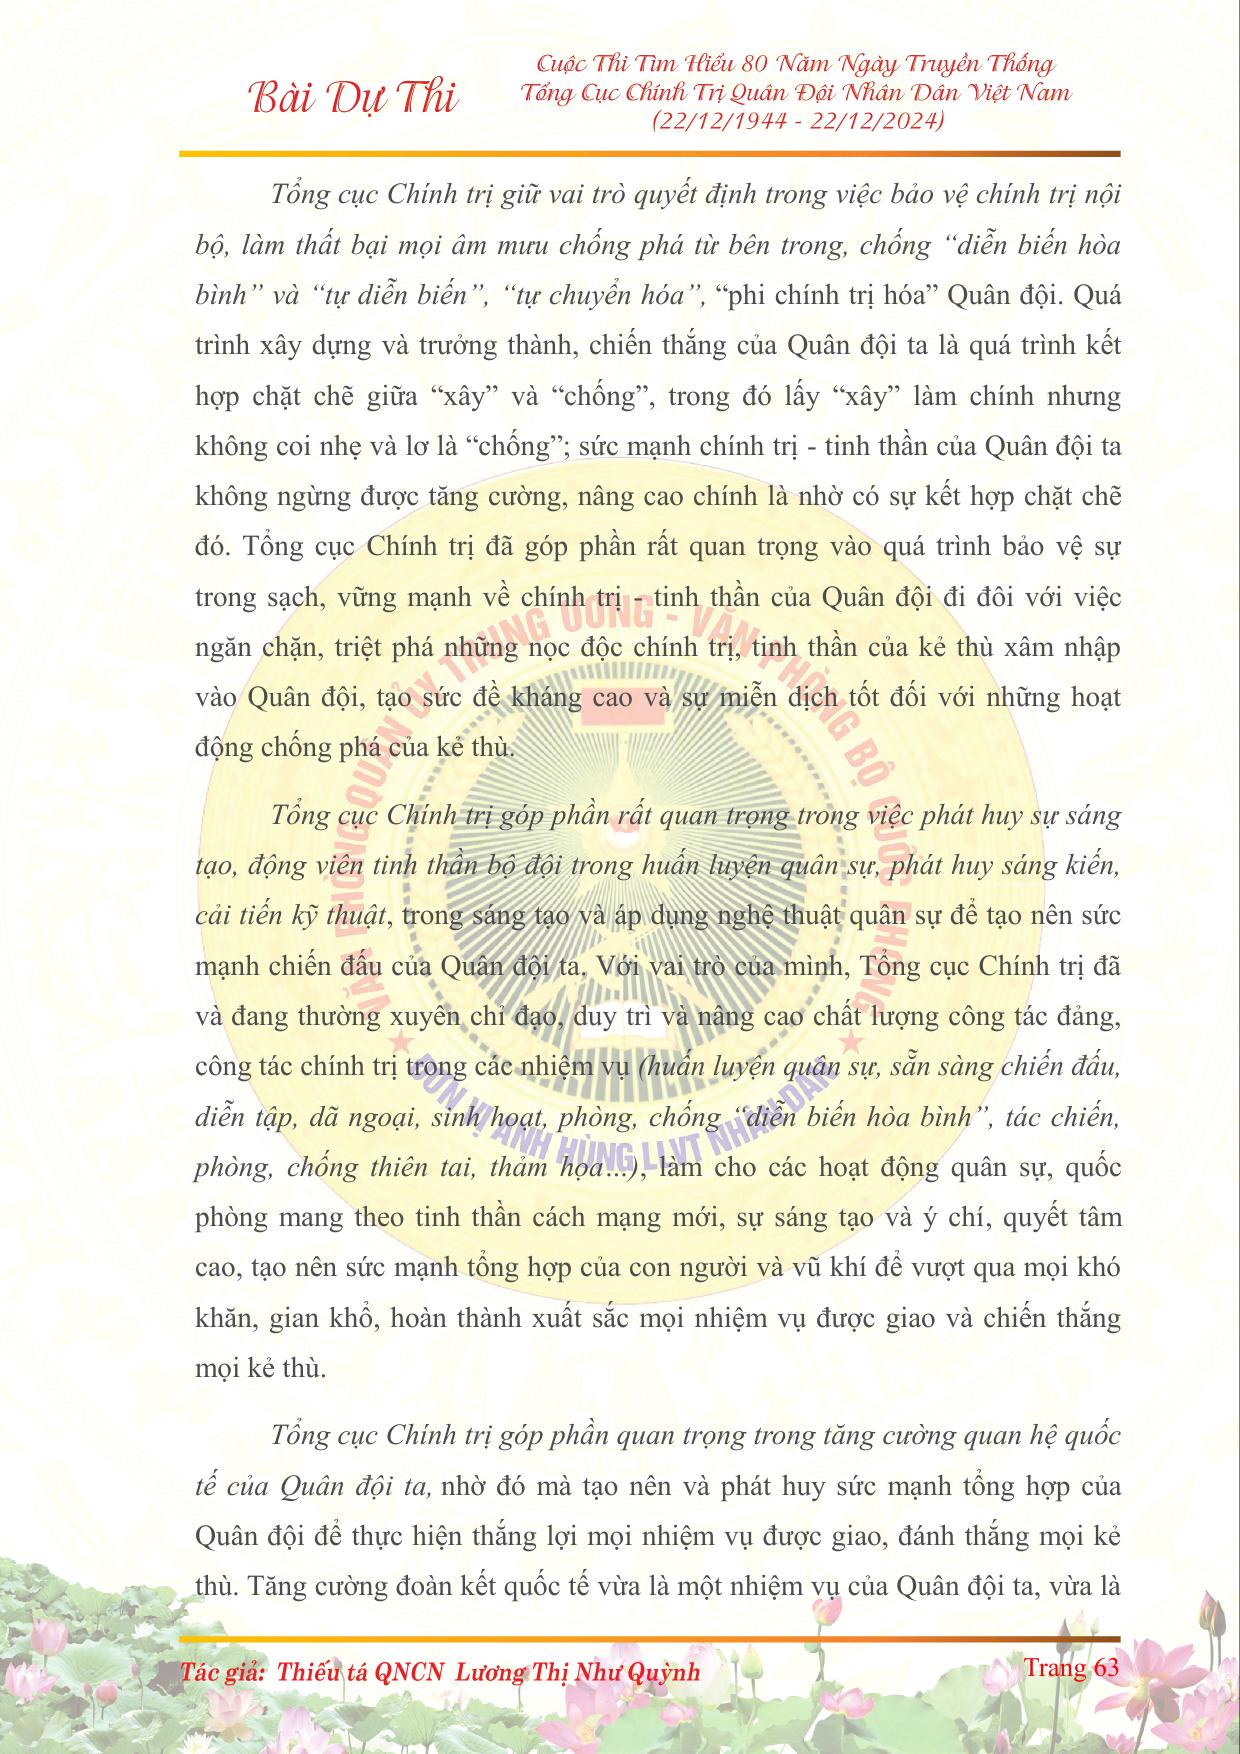 Bài Dự Thi
Cuộc Thi Tìm Hiểu 80 Năm Ngày Truyền Thống
Tổng Cục Chính Trị Quân Đội Nhân Dân Việt Nam
(22/12/1944 - 22/12/2024)
Tổng cục Chính trị giữ vai trò quyết định trong việc bảo vệ chính trị nội
bộ, làm thất bại mọi âm mưu chống phá từ bên trong, chống “diễn biến hòa
bình” và “tự diễn biến”, “tự chuyển hóa”, “phi chính trị hóa” Quân đội. Quá
trình xây dựng và trưởng thành, chiến thắng của Quân đội ta là quá trình kết
hợp chặt chẽ giữa “xây” và “chống”, trong đó lấy “xây” làm chính nhưng
không coi nhẹ và lơ là “chống”; sức mạnh chính trị - tinh thần của Quân đội ta
không ngừng được tăng cường, nâng cao chính là nhờ có sự kết hợp chặt chẽ
đó. Tổng cục Chính trị đã góp phần rất quan trọng vào quá trình bảo vệ sự
trong sạch, vững mạnh về chính trị - tinh thần của Quân đội đi đôi với việc
ngăn chặn, triệt phá những nọc độc chính trị, tinh thần của kẻ thù xâm nhập
vào Quân đội, tạo sức đề kháng cao và sự miễn dịch tốt đối với những hoạt
động chống phá của kẻ thù.
Tổng cục Chính trị góp phần rất quan trọng trong việc phát huy sự sáng
tạo, động viên tinh thần bộ đội trong huấn luyện quân sự, phát huy sáng kiến,
cải tiến kỹ thuật, trong sáng tạo và áp dụng nghệ thuật quân sự để tạo nên sức
mạnh chiến đấu của Quân đội ta. Với vai trò của mình, Tổng cục Chính trị đã
và đang thường xuyên chỉ đạo, duy trì và nâng cao chất lượng công tác đảng,
công tác chính trị trong các nhiệm vụ (huấn luyện quân sự, sẵn sàng chiến đấu,
diễn tập, dã ngoại, sinh hoạt, phòng, chống “diễn biến hòa bình”, tác chiến,
phòng, chống thiên tai, thảm họa…), làm cho các hoạt động quân sự, quốc
phòng mang theo tinh thần cách mạng mới, sự sáng tạo và ý chí, quyết tâm
cao, tạo nên sức mạnh tổng hợp của con người và vũ khí để vượt qua mọi khó
khăn, gian khổ, hoàn thành xuất sắc mọi nhiệm vụ được giao và chiến thắng
mọi kẻ thù.
Tổng cục Chính trị góp phần quan trọng trong tăng cường quan hệ quốc
tế của Quân đội ta, nhờ đó mà tạo nên và phát huy sức mạnh tổng hợp của
Quân đội để thực hiện thắng lợi mọi nhiệm vụ được giao, đánh thắng mọi kẻ
thù. Tăng cường đoàn kết quốc tế vừa là một nhiệm vụ của Quân đội ta, vừa là
VĂN PHÒNG QUÂN ỦY TRUNG ƯƠNG - VĂN PHÒNG BỘ QUỐC PHÒNG
ĐƠN VỊ ANH HÙNG LLVT NHÂN DÂN
Tác giả: Thiếu tá QNCN Lương Thị Như Quỳnh
Trang 63